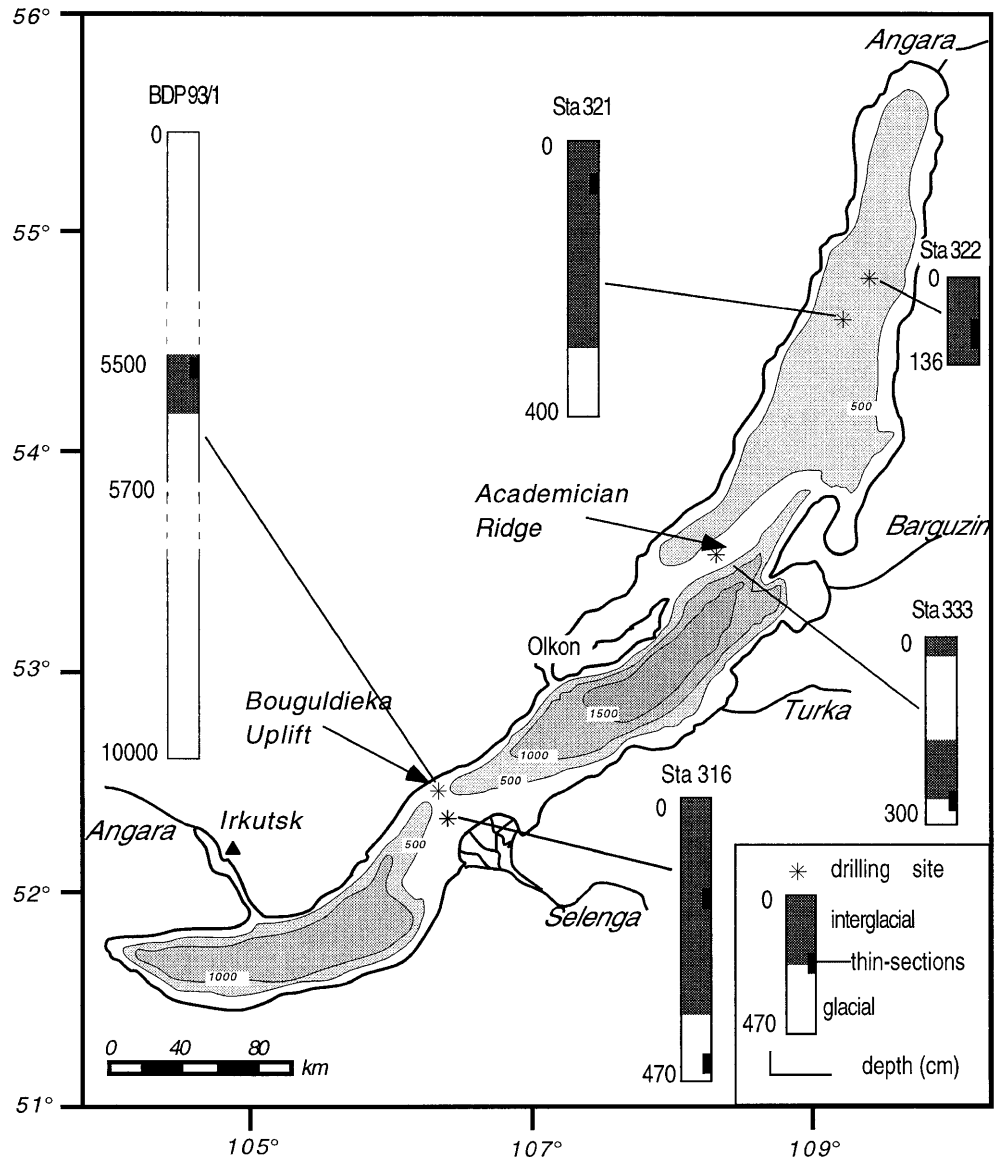 56°
55°
54°
53°
52°
51°
105°
107°
109°
BDP 93/1
0
5500
5700
10000
Sta 321
0
400
Angara
Sta 322
0
136
500
Academician
Ridge
Barguzin
Sta 333
0
300
Olkon
Turka
1500
1000
500
Bouguldieka
Uplift
Sta 316
0
470
Angara
Irkutsk
500
Selenga
1000
0 40 80
km
drilling site
0
interglacial
thin-sections
glacial
470
depth (cm)